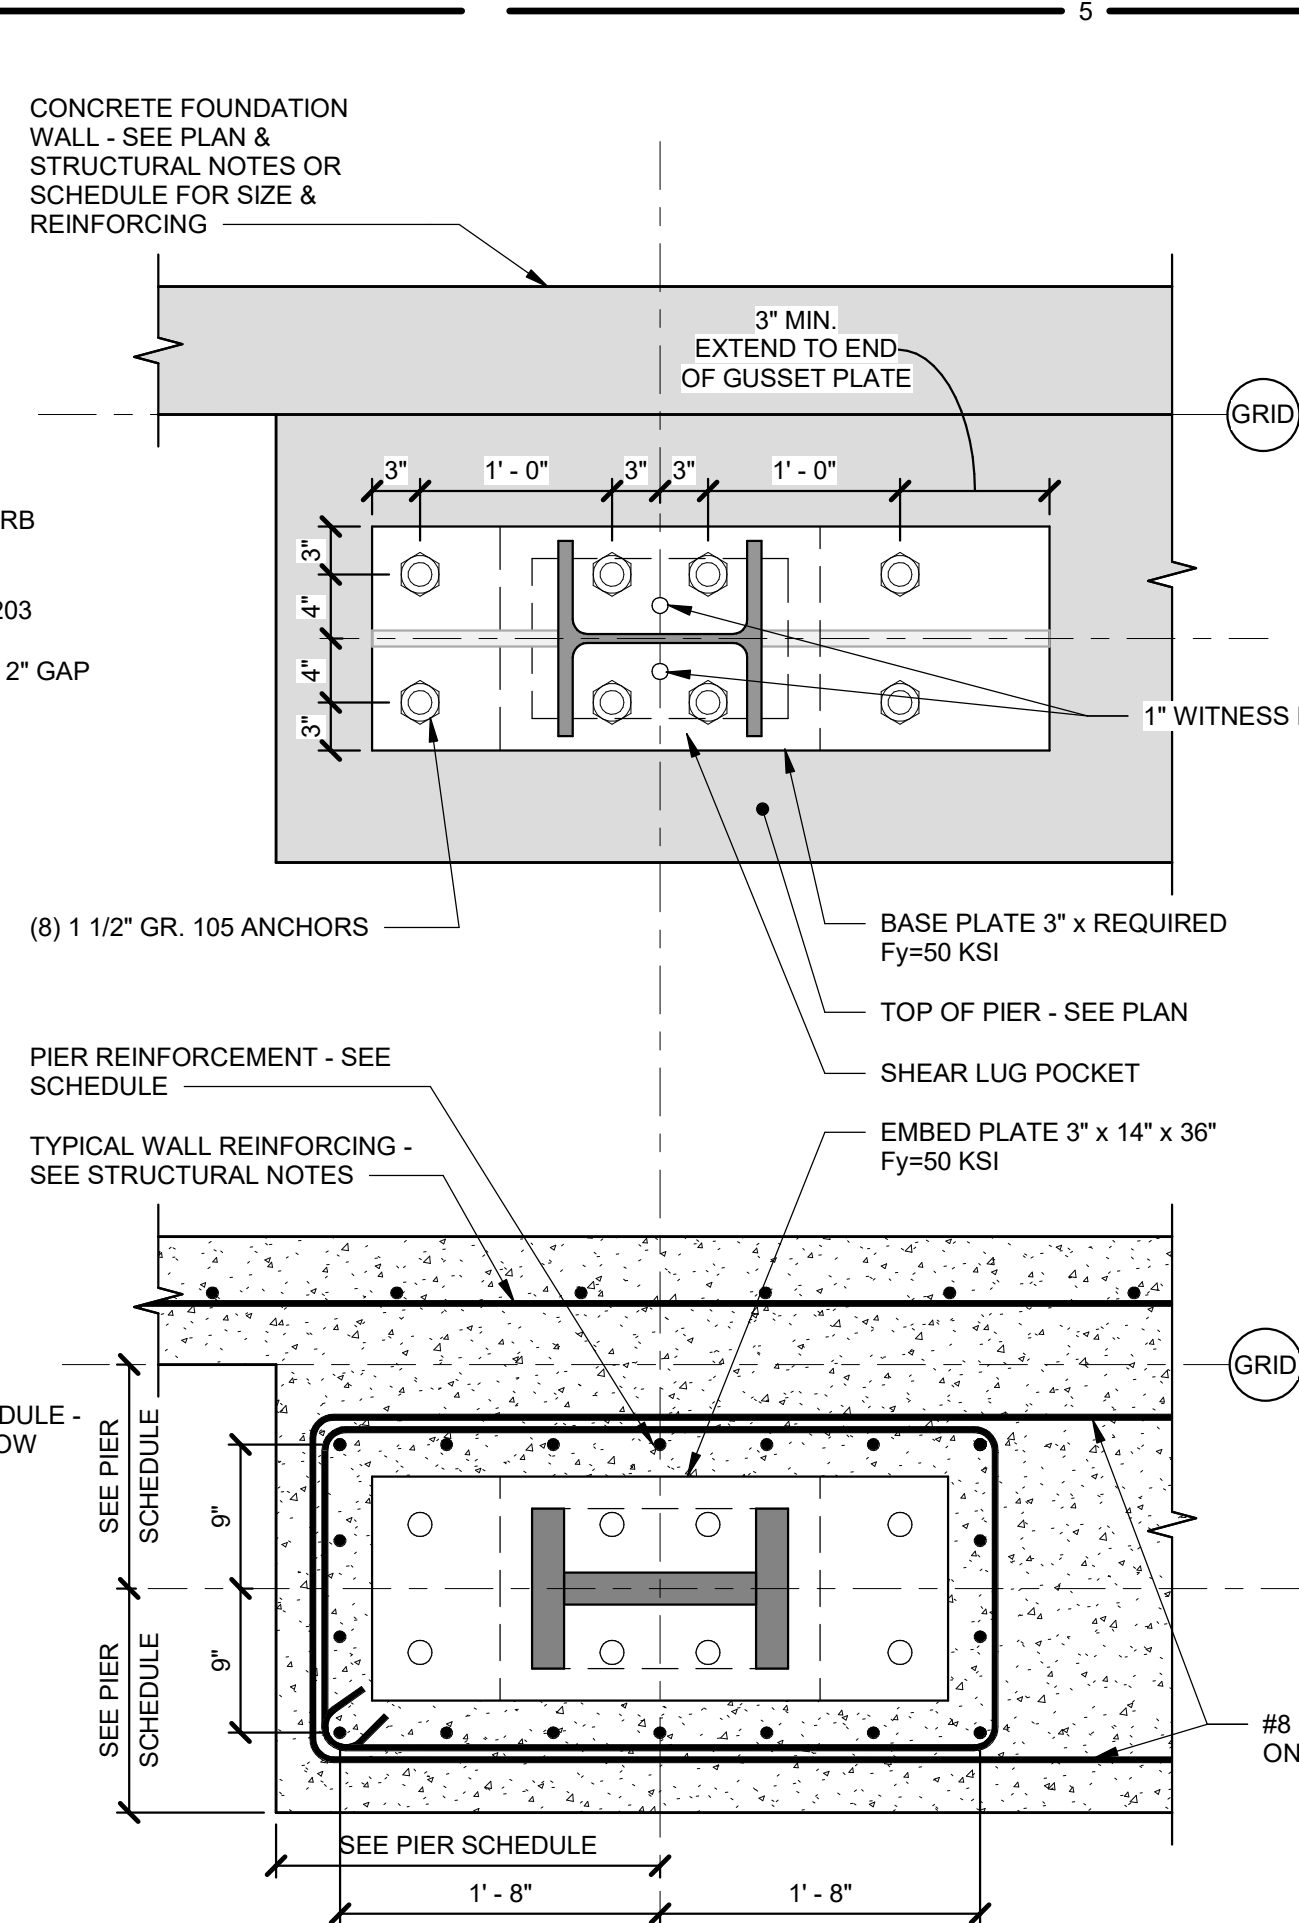 5
CONCRETE FOUNDATION
WALL - SEE PLAN &
STRUCTURAL NOTES OR
SCHEDULE FOR SIZE &
REINFORCING
3" MIN.
EXTEND TO END
OF GUSSET PLATE
GRID
3" 1' - 0" 3" 3" 1' - 0"
RB
203
2" GAP
3"
4"
4"
3"
1" WITNESS
(8) 1 1/2" GR. 105 ANCHORS
BASE PLATE 3" x REQUIRED
Fy=50 KSI
TOP OF PIER - SEE PLAN
SHEAR LUG POCKET
EMBED PLATE 3" x 14" x 36"
Fy=50 KSI
PIER REINFORCEMENT - SEE
SCHEDULE
TYPICAL WALL REINFORCING -
SEE STRUCTURAL NOTES
GRID
DULE -
OW
SEE PIER
SCHEDULE
9"
9"
SEE PIER
SCHEDULE
#8
ON
SEE PIER SCHEDULE
1' - 8" 1' - 8"